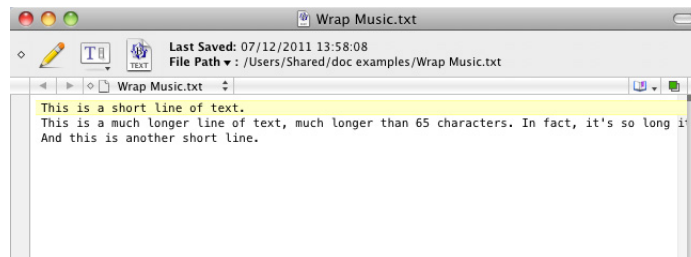 Wrap Music.txt
T
TEXT
Last Saved: 07/12/2011 13:58:08
File Path ▾ : /Users/Shared/doc examples/Wrap Music.txt
Wrap Music.txt
This is a short line of text.
This is a much longer line of text, much longer than 65 characters. In fact, it's so long
And this is another short line.